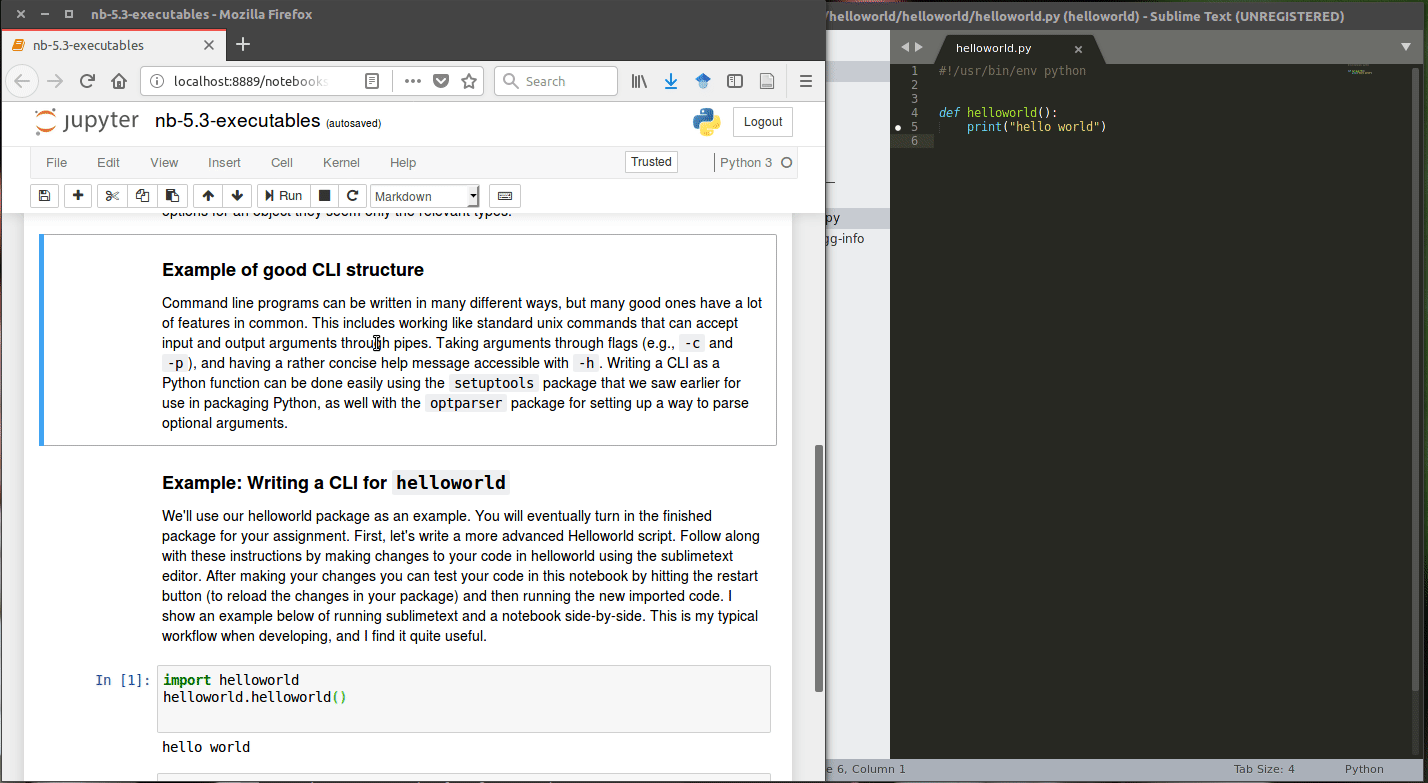 nb-5.3-executables - Mozilla Firefox
nb-5.3-executables
localhost:8889/notebooks
Search
jupyter nb-5.3-executables (autosaved)
Logout
File Edit View Insert Cell Kernel Help
Trusted
Python 3
Run
Markdown
options for an object they seem only the relevant types.
Example of good CLI structure
Command line programs can be written in many different ways, but many good ones have a lot
of features in common. This includes working like standard unix commands that can accept
input and output arguments through pipes. Taking arguments through flags (e.g., -c and
-p ), and having a rather concise help message accessible with -h . Writing a CLI as a
Python function can be done easily using the setuptools package that we saw earlier for
use in packaging Python, as well with the optparser package for setting up a way to parse
optional arguments.
Example: Writing a CLI for helloworld
We'll use our helloworld package as an example. You will eventually turn in the finished
package for your assignment. First, let's write a more advanced Helloworld script. Follow along
with these instructions by making changes to your code in helloworld using the sublimetext
editor. After making your changes you can test your code in this notebook by hitting the restart
button (to reload the changes in your package) and then running the new imported code. I
show an example below of running sublimetext and a notebook side-by-side. This is my typical
workflow when developing, and I find it quite useful.
In [1]:
import helloworld
helloworld.helloworld()
hello world
/helloworld/helloworld/helloworld.py (helloworld) - Sublime Text (UNREGISTERED)
helloworld.py
py
gg-info
1 #!/usr/bin/env python
2
3
4 def helloworld():
5 print("hello world")
6
e 6, Column 1
Tab Size: 4
Python